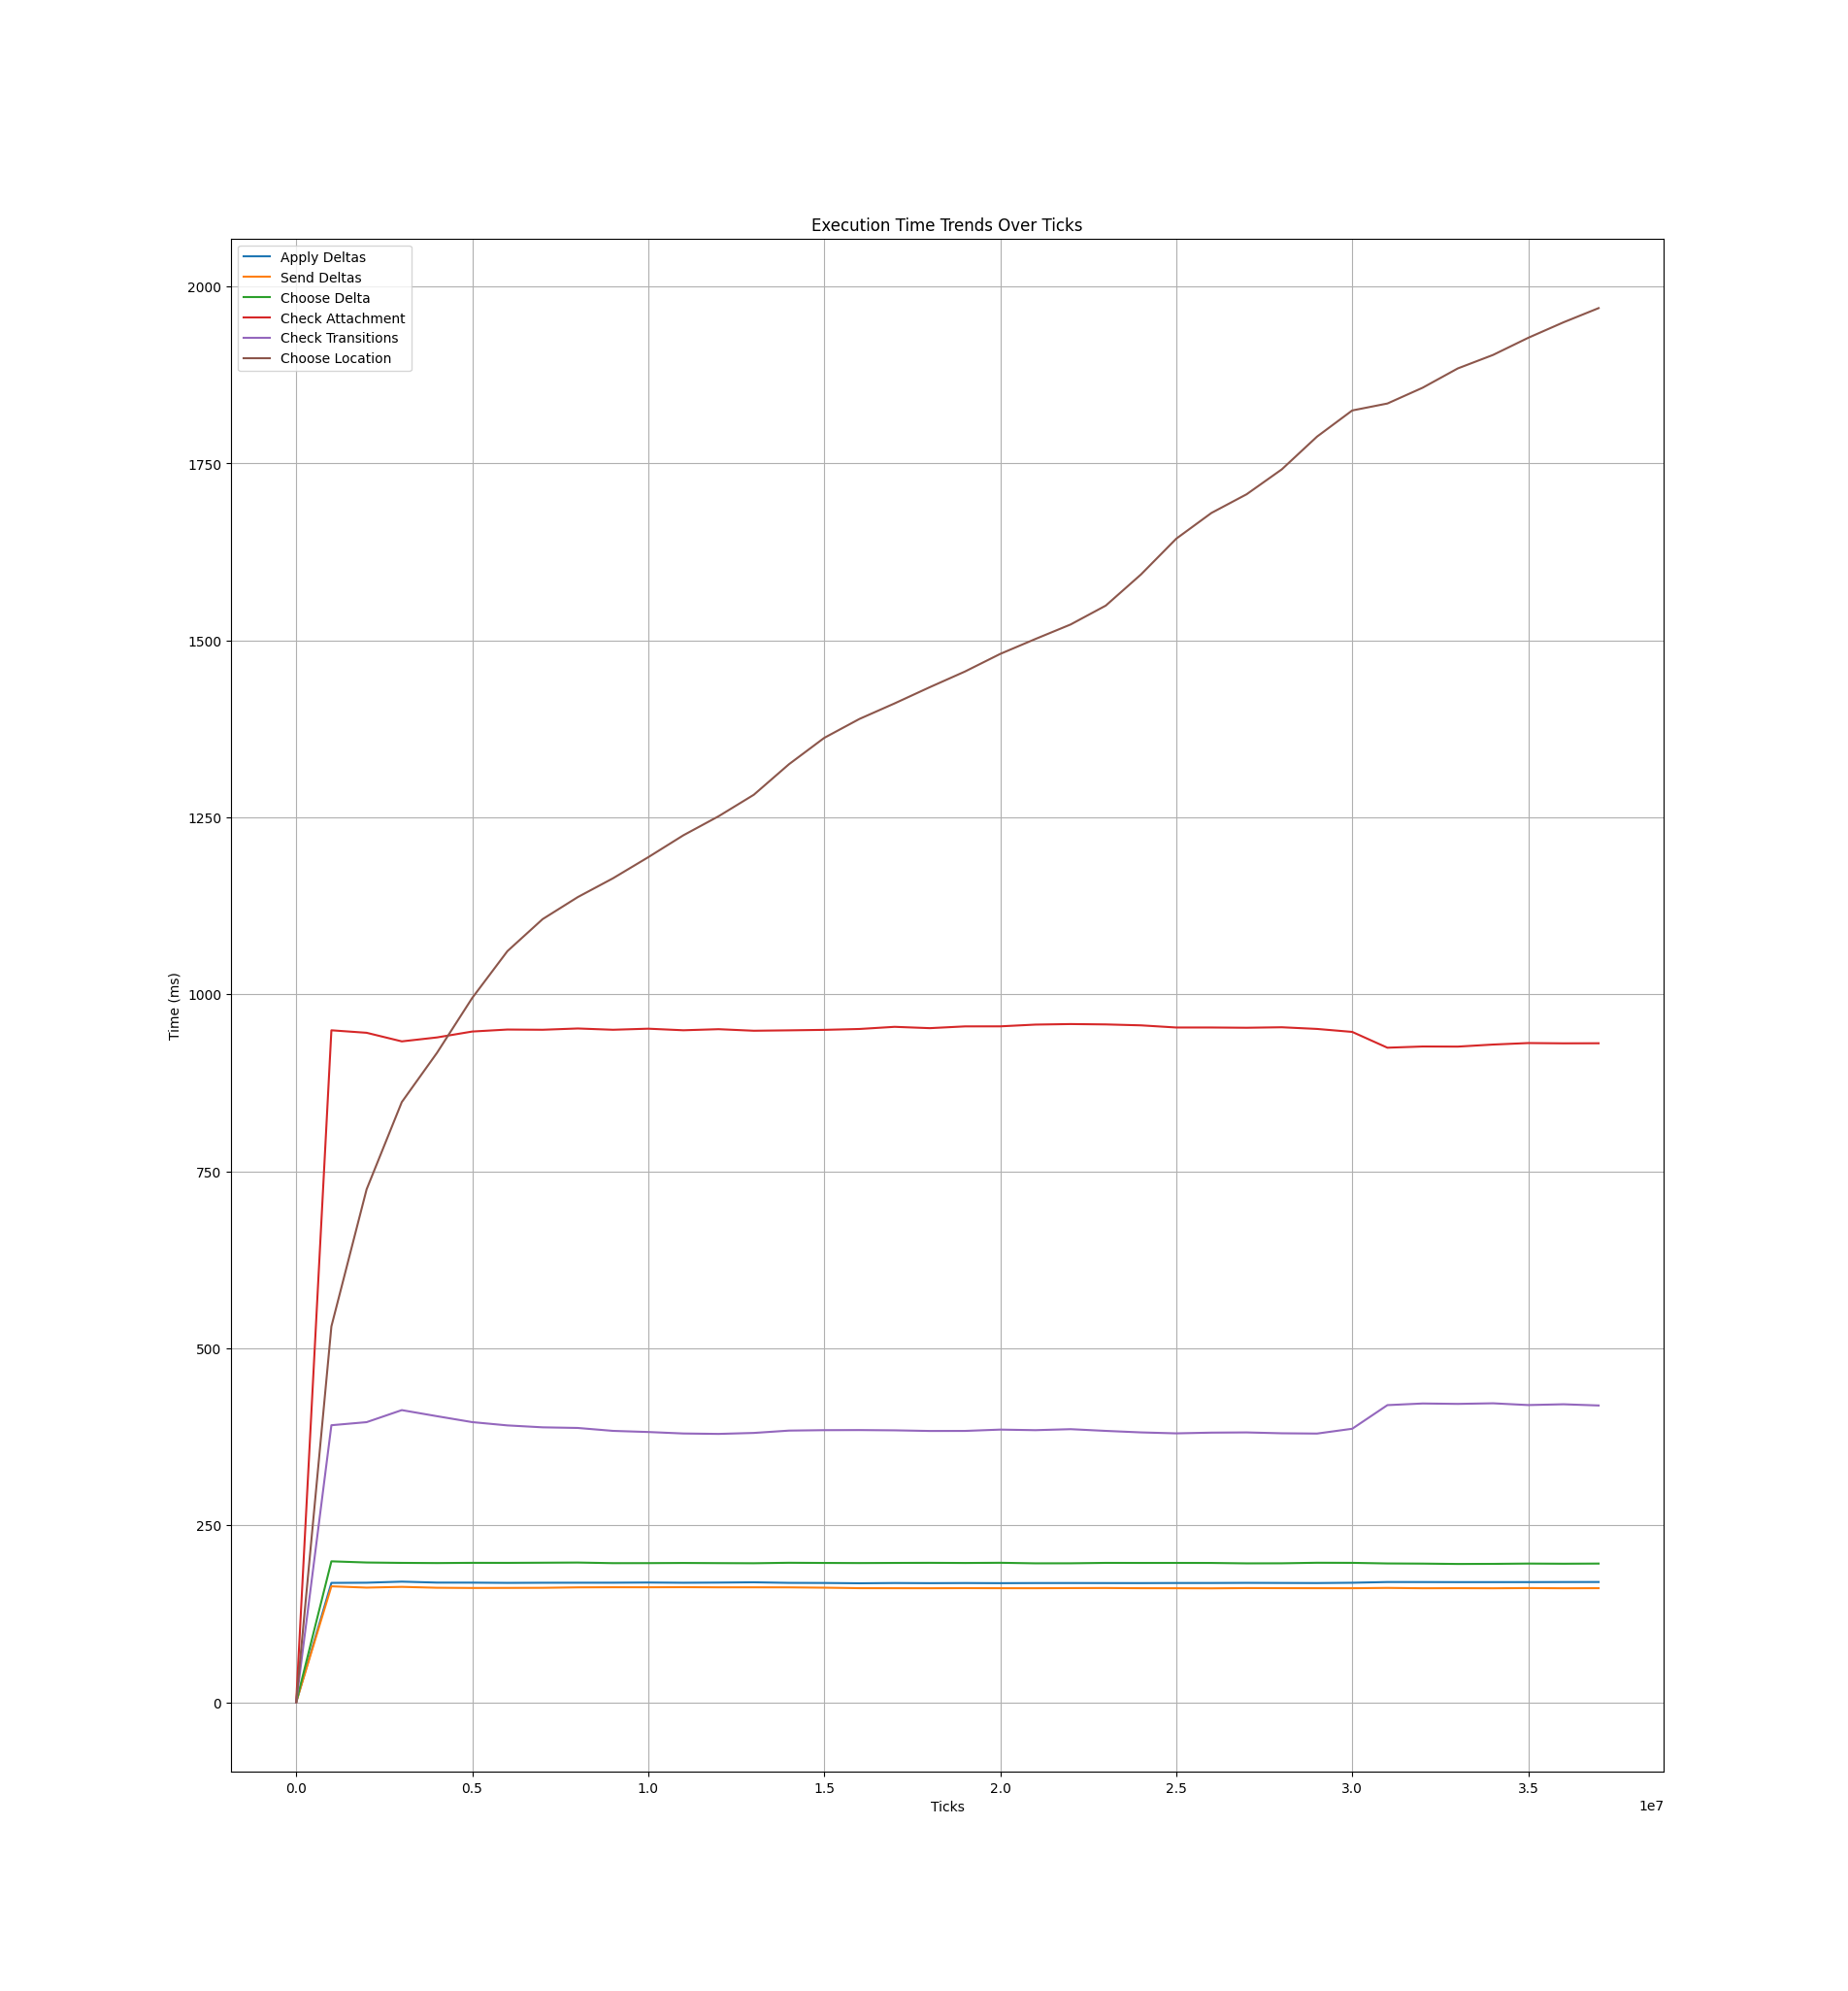 Execution Time Trends Over Ticks
Apply Deltas
Send Deltas
Choose Delta
Check Attachment
Check Transitions
Choose Location
2000
1750
1500
1250
1000
750
500
250
0
Time (ms)
0.0 0.5 1.0 1.5 2.0 2.5 3.0 3.5
Ticks
1e7